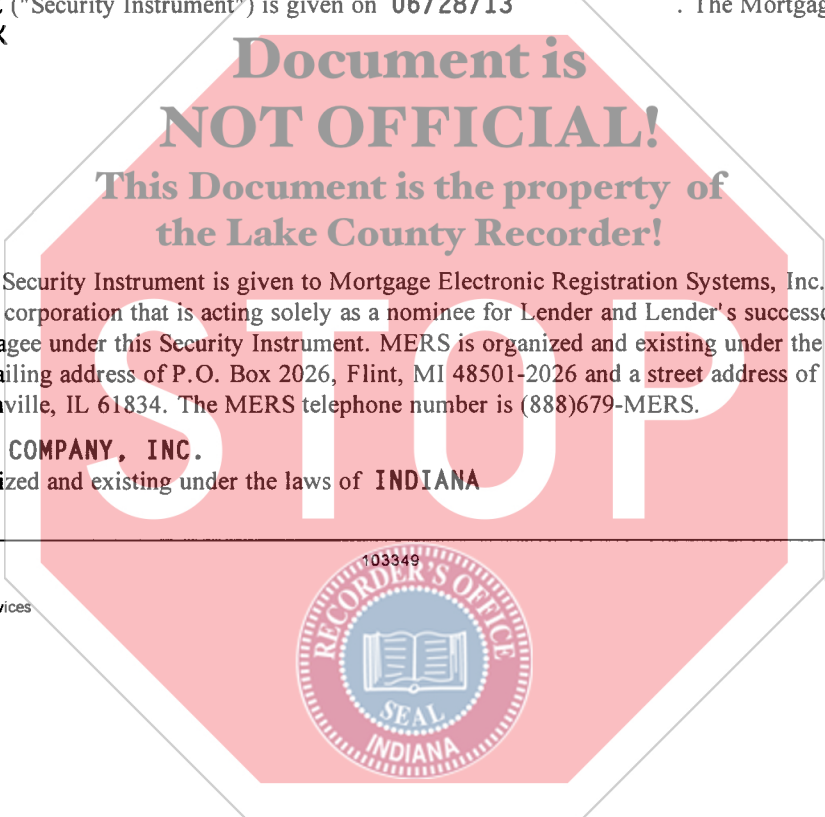 ("Security Instrument") is given on 06/28/13 . The Mortgag
Document is
NOT OFFICIAL!
This Document is the property of
the Lake County Recorder!
Security Instrument is given to Mortgage Electronic Registration Systems, Inc.
corporation that is acting solely as a nominee for Lender and Lender's successo
agee under this Security Instrument. MERS is organized and existing under the
ailing address of P.O. Box 2026, Flint, MI 48501-2026 and a street address of
ville, IL 61834. The MERS telephone number is (888)679-MERS.
STOP
COMPANY, INC.
ized and existing under the laws of INDIANA
103349
RECORDER'S OFFICE
vices
SEAL
INDIANA